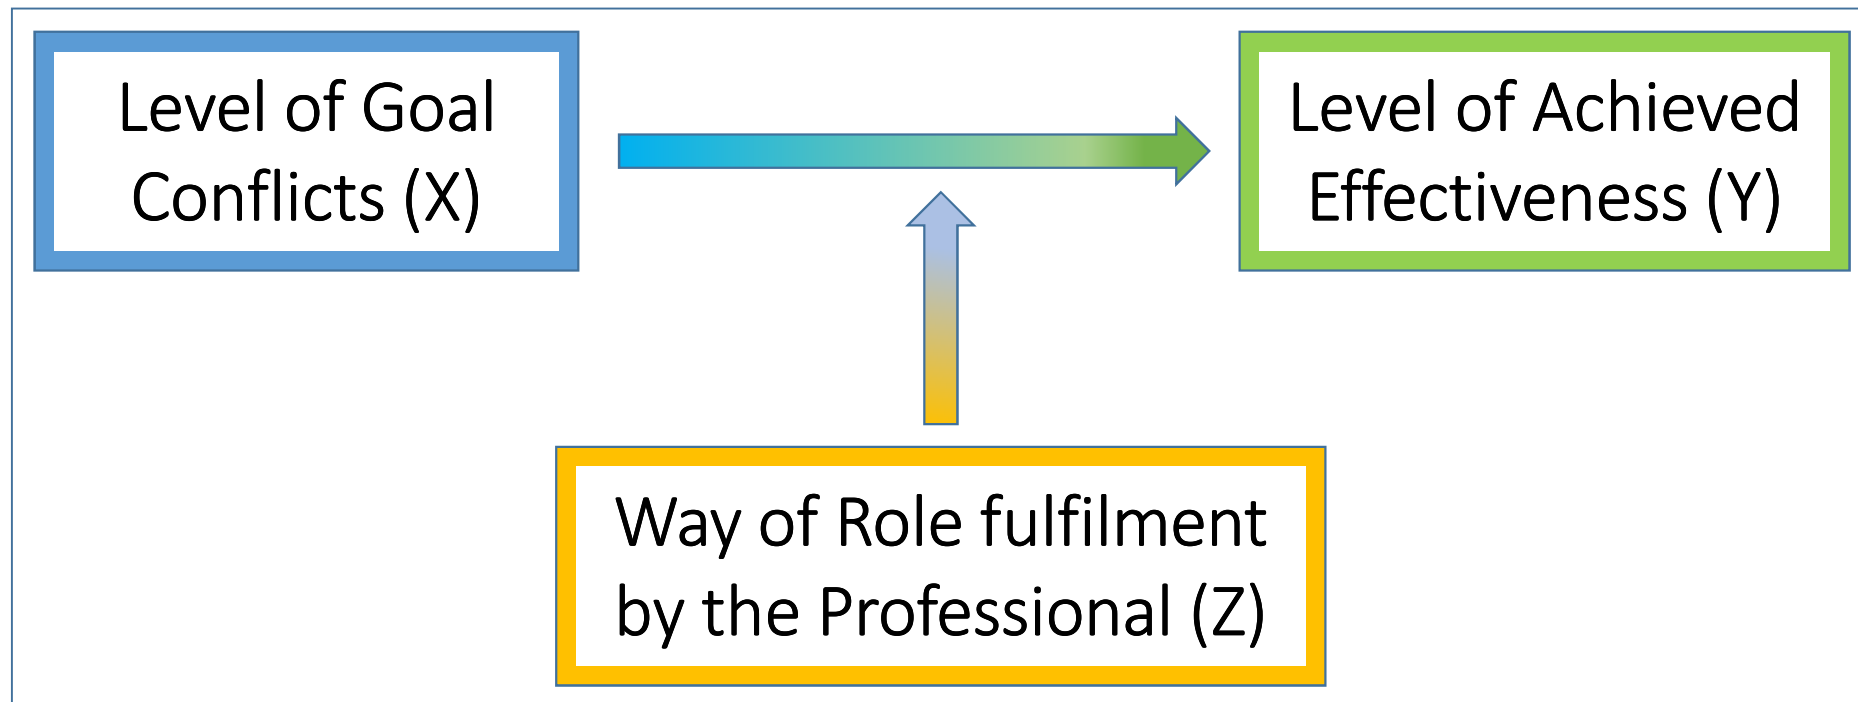 Level of Goal
Conflicts (X)
Level of Achieved
Effectiveness (Y)
Way of Role fulfilment
by the Professional (Z)